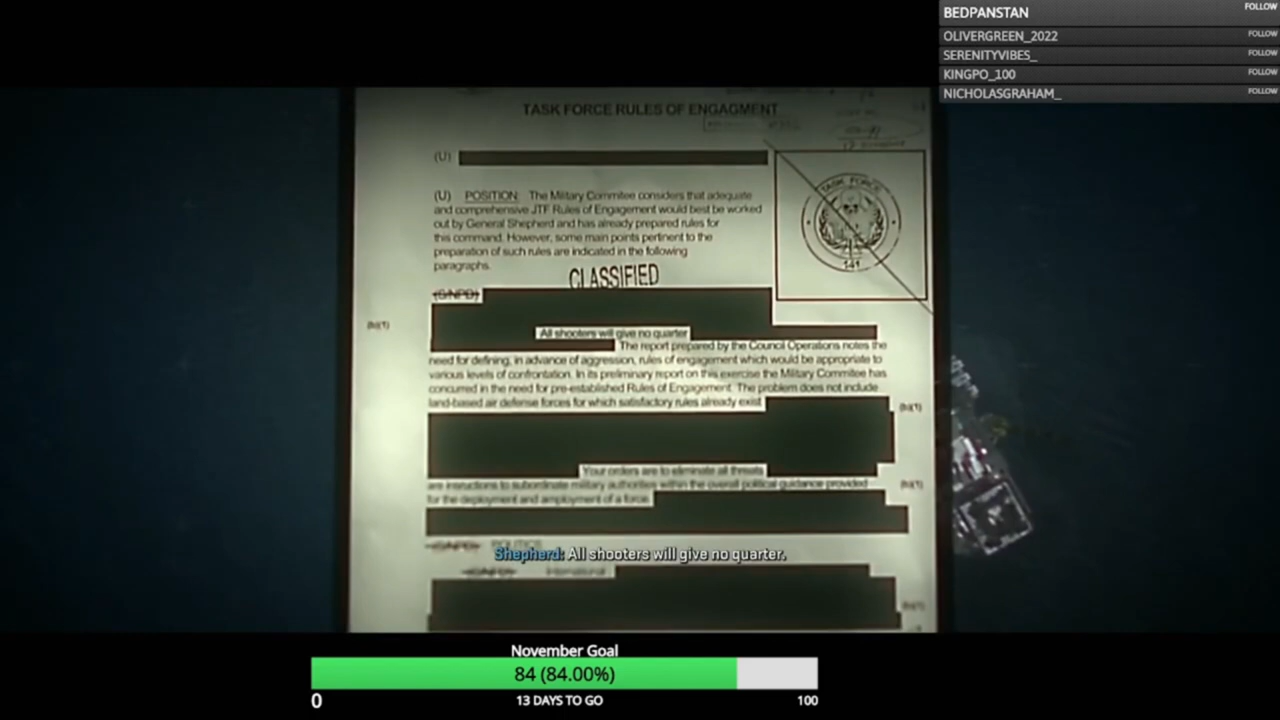 BEDPANSTAN FOLLOW
OLIVERGREEN_2022 FOLLOW
SERENITYVIBES_ FOLLOW
KINGPO_100 FOLLOW
NICHOLASGRAHAM_ FOLLOW
TASK FORCE RULES OF ENGAGMENT
(U)
(U) POSITION: The Military Commitee considers that adequate
and comprehensive JTF Rules of Engagement would best be worked
out by General Shepherd and has already prepared rules for
this command. However, some main points pertinent to the
preparation of such rules are indicated in the following
paragraphs.
TASK FORCE
141
CLASSIFIED
(S/NPD)
(b)(1)
All shooters will give no quarter
The report prepared by the Council Operations notes the
need for defining, in advance of aggression, rules of engagement which would be appropriate to
various levels of confrontation. In its preliminary report on this exercise the Military Commitee has
concurred in the need for pre-established Rules of Engagement. The problem does not include
land-based air defense forces for which satisfactory rules already exist
(b)(1)
Your orders are to eliminate all threats
are instructions to subordinate military authorities within the overall political guidance provided
(b)(1)
for the deployment and employment of a force.
POLITICS
Shepherd: All shooters will give no quarter.
International
(b)(1)
November Goal
84 (84.00%)
0 13 DAYS TO GO 100